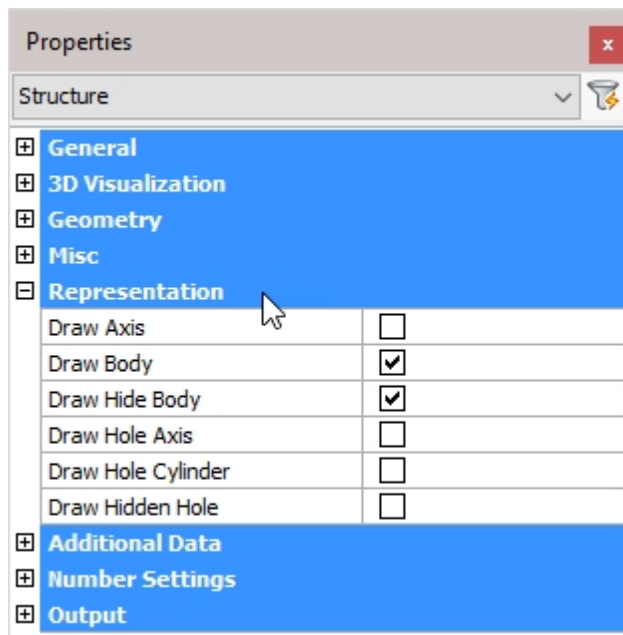 Properties
x
Structure
General
3D Visualization
Geometry
Misc
Representation
Draw Axis
Draw Body
Draw Hide Body
Draw Hole Axis
Draw Hole Cylinder
Draw Hidden Hole
Additional Data
Number Settings
Output